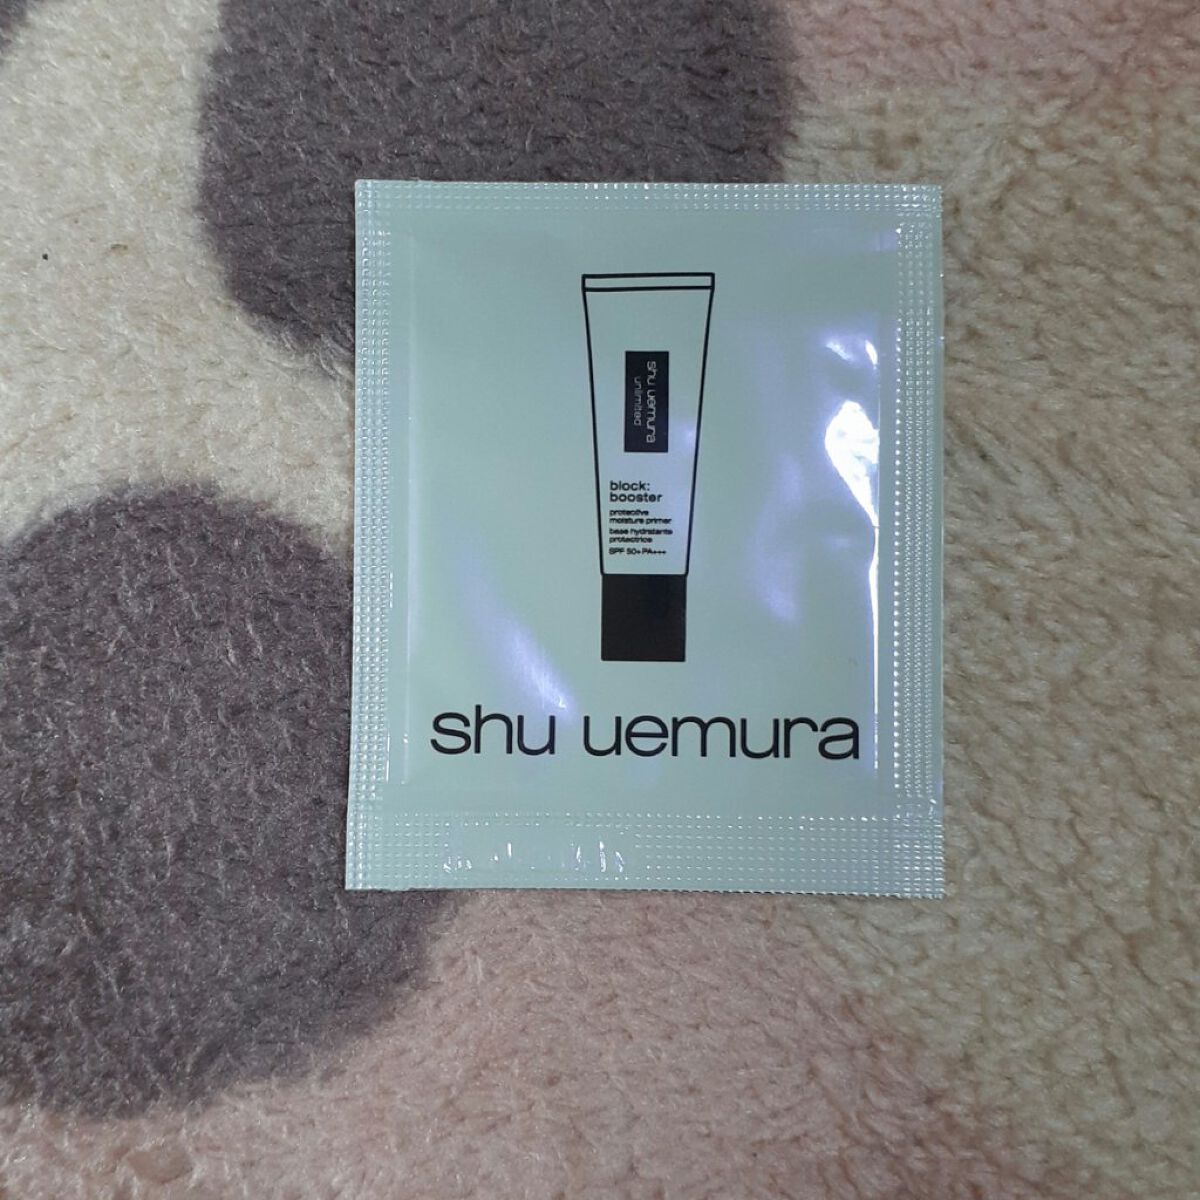 shu uemura
unlimited
block:
booster
protective
moisture primer
base hydratante
protectrice
SPF 50+ PA+++
shu uemura